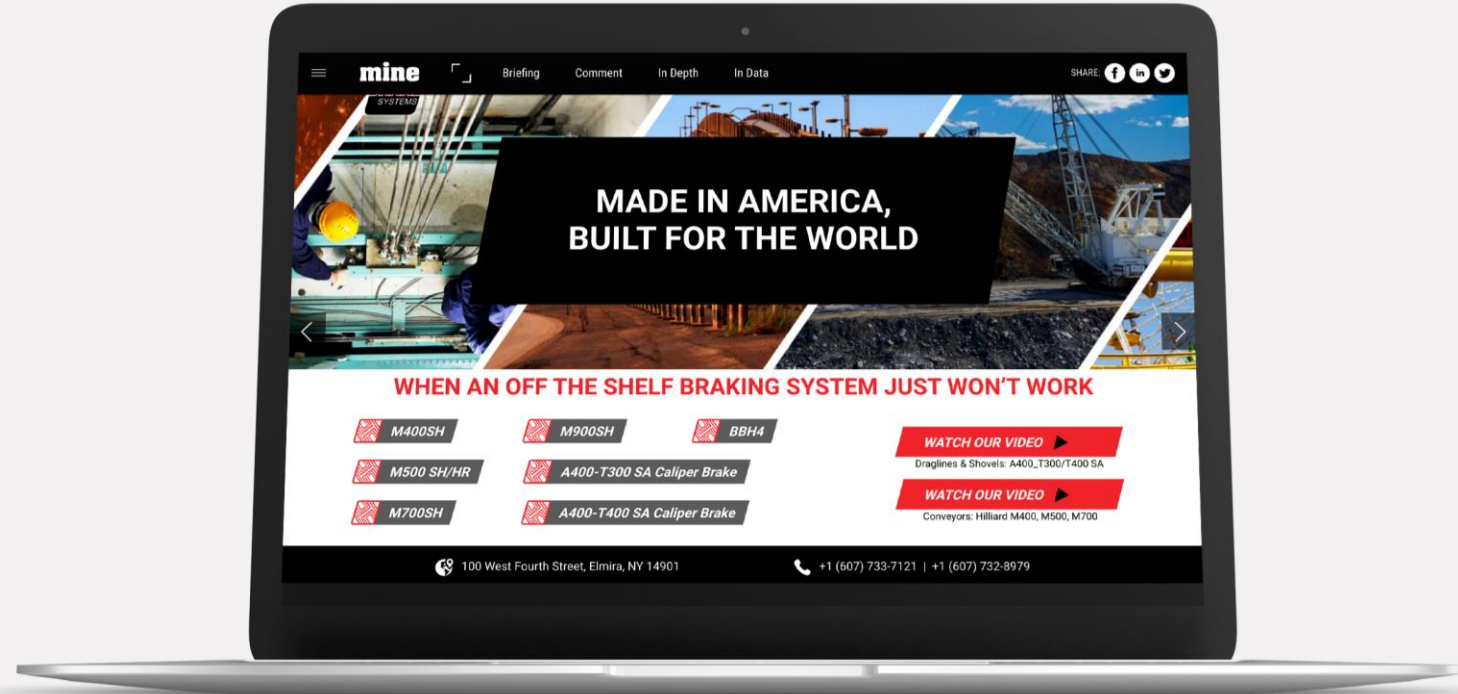 mine
Briefing Comment In Depth In Data
SHARE:
SYSTEMS
MADE IN AMERICA,
BUILT FOR THE WORLD
WHEN AN OFF THE SHELF BRAKING SYSTEM JUST WON'T WORK
M400SH
M900SH
BBH4
M500 SH/HR
A400-T300 SA Caliper Brake
M700SH
A400-T400 SA Caliper Brake
WATCH OUR VIDEO
Draglines & Shovels: A400_T300/T400 SA
WATCH OUR VIDEO
Conveyors: Hilliard M400, M500, M700
100 West Fourth Street, Elmira, NY 14901
+1 (607) 733-7121 | +1 (607) 732-8979